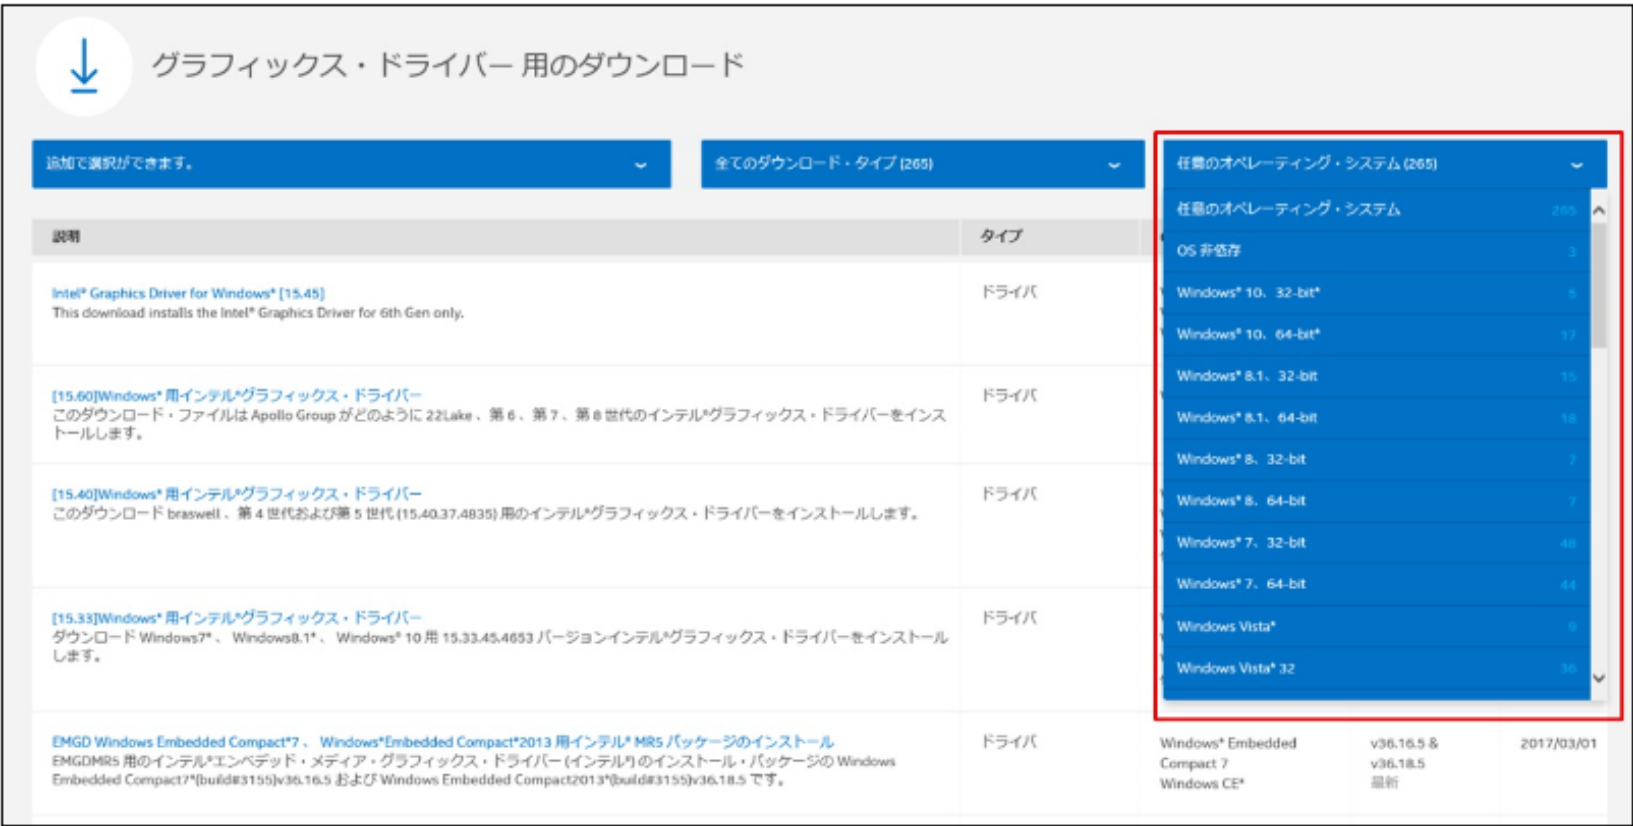 グラフィックス・ドライバー 用のダウンロード
追加で選択ができます。
全てのダウンロード・タイプ (265)
任意のオペレーティング・システム (265)
任意のオペレーティング・システム 265
OS 非依存 3
Windows* 10、32-bit* 5
Windows* 10、64-bit* 17
Windows* 8.1、32-bit 15
Windows* 8.1、64-bit 18
Windows* 8、32-bit 7
Windows* 8、64-bit 7
Windows* 7、32-bit 48
Windows* 7、64-bit 44
Windows Vista* 9
Windows Vista* 32 36
説明
タイプ
Intel® Graphics Driver for Windows* [15.45]
This download installs the Intel® Graphics Driver for 6th Gen only.
ドライバ
[15.60]Windows* 用インテル®グラフィックス・ドライバー
このダウンロード・ファイルは Apollo Group がどのように 22Lake 、第 6 、第 7 、第 8 世代のインテル®グラフィックス・ドライバーをインス
トールします。
ドライバ
[15.40]Windows* 用インテル®グラフィックス・ドライバー
このダウンロード braswell 、第 4 世代および第 5 世代 (15.40.37.4835) 用のインテル®グラフィックス・ドライバーをインストールします。
ドライバ
[15.33]Windows* 用インテル®グラフィックス・ドライバー
ダウンロード Windows7* 、 Windows8.1* 、 Windows* 10 用 15.33.45.4653 バージョンインテル®グラフィックス・ドライバーをインストール
します。
ドライバ
EMGD Windows Embedded Compact*7 、 Windows*Embedded Compact*2013 用インテル® MR5 パッケージのインストール
EMGDMR5 用のインテル®エンベデッド・メディア・グラフィックス・ドライバー (インテル®) のインストール・パッケージの Windows
Embedded Compact7*(build#3155)v36.16.5 および Windows Embedded Compact2013*(build#3155)v36.18.5 です。
ドライバ
Windows* Embedded
Compact 7
Windows CE*
v36.16.5 &
v36.18.5
最新
2017/03/01